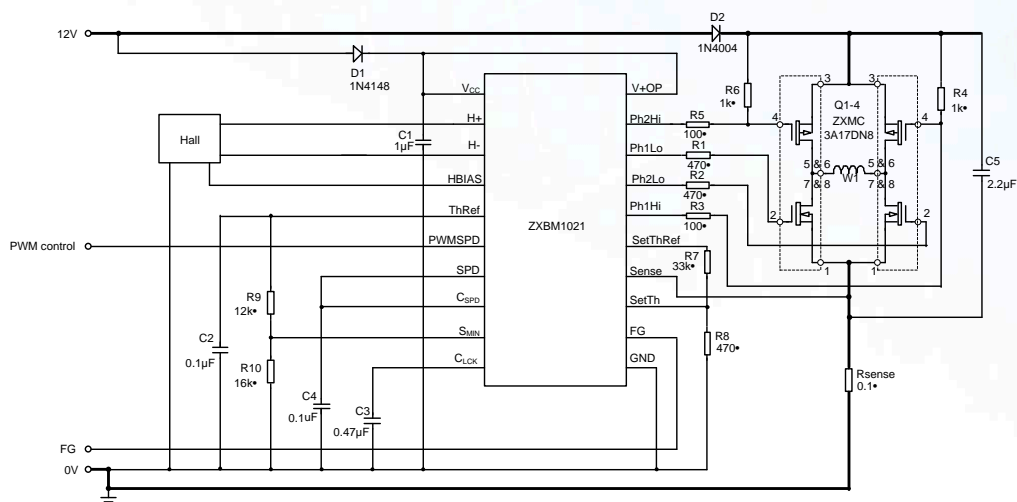 D2
12V
1N4004
D1
1N4148
R6
1k•
R4
1k•
3
3
VCC
V+OP
Q1-4
ZXMC
3A17DN8
4
4
H+
Ph2Hi
R5
100•
Hall
C1
1µF
H-
Ph1Lo
R1
470•
5 & 6
7 & 8
W1
5 & 6
7 & 8
C5
2.2µF
HBIAS
Ph2Lo
R2
470•
ThRef
ZXBM1021
Ph1Hi
R3
100•
2
2
PWM control
PWMSPD
SetThRef
R7
33k•
1
1
SPD
Sense
R9
12k•
CSPD
SetTh
C2
0.1µF
SMIN
FG
R8
470•
R10
16k•
CLCK
GND
Rsense
0.1•
C4
0.1uF
C3
0.47µF
FG
0V